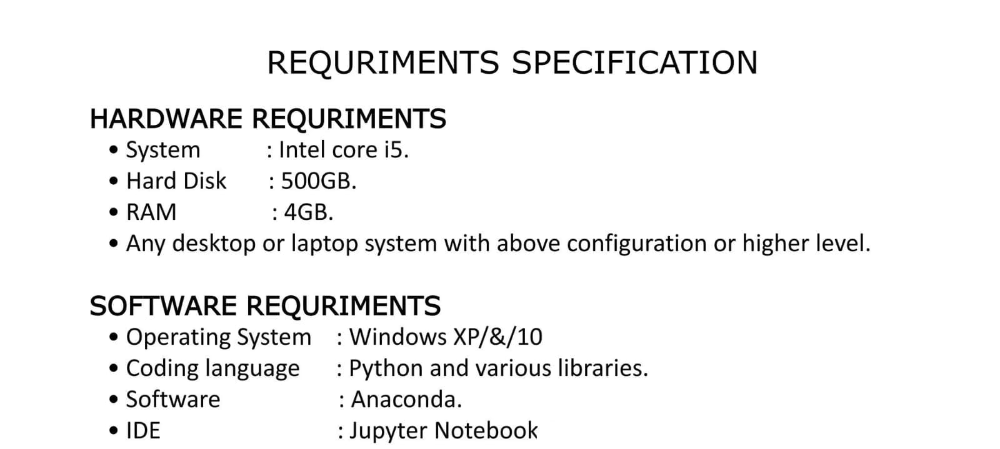 REQURIMENTS SPECIFICATION
HARDWARE REQURIMENTS
• System : Intel core i5.
• Hard Disk : 500GB.
• RAM : 4GB.
• Any desktop or laptop system with above configuration or higher level.
SOFTWARE REQURIMENTS
• Operating System : Windows XP/&/10
• Coding language : Python and various libraries.
• Software : Anaconda.
• IDE : Jupyter Notebook